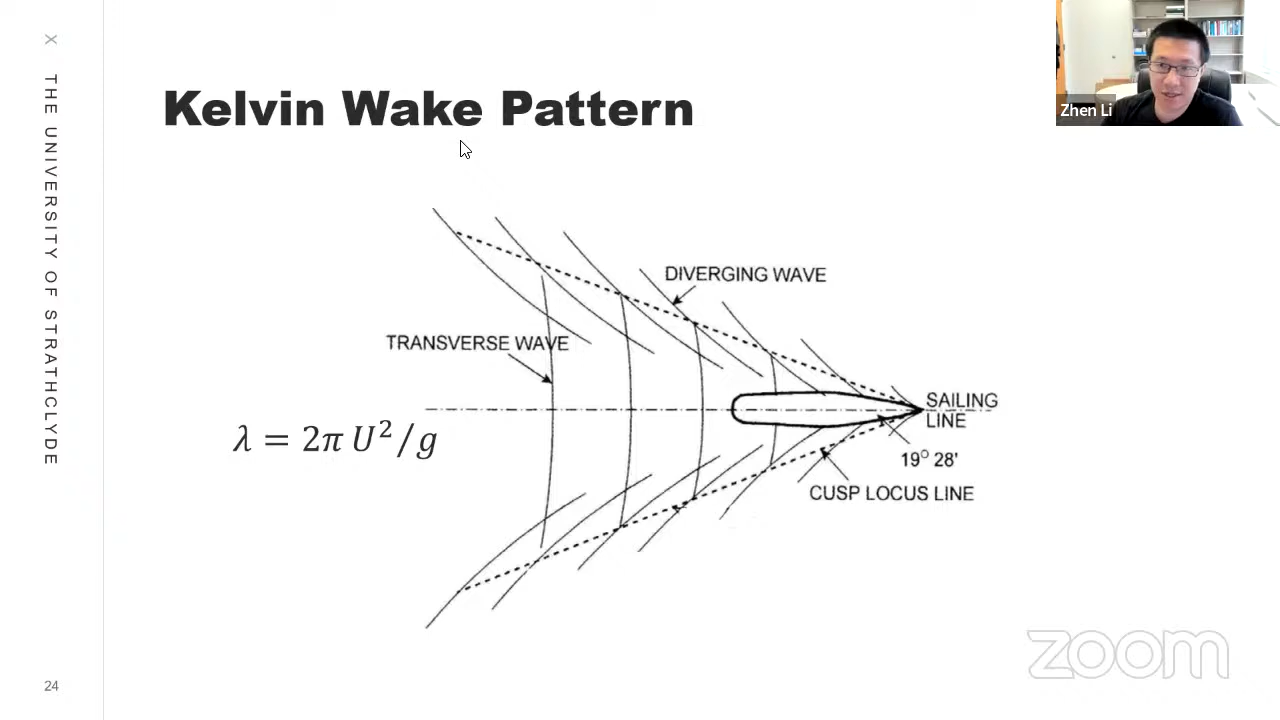 X THE UNIVERSITY OF STRATHCLYDE
Kelvin Wake Pattern
Zhen Li
DIVERGING WAVE
TRANSVERSE WAVE
SAILING
LINE
λ = 2π U²/g
19° 28'
CUSP LOCUS LINE
zoom
24